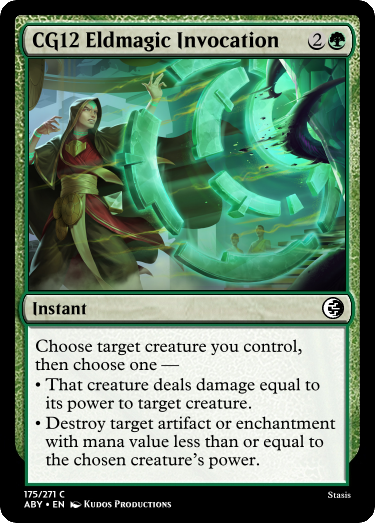 CG12 Eldmagic Invocation 2
Instant
Choose target creature you control,
then choose one —
• That creature deals damage equal to
its power to target creature.
• Destroy target artifact or enchantment
with mana value less than or equal to
the chosen creature's power.
175/271 C
Stasis
ABY • EN Kudos Productions